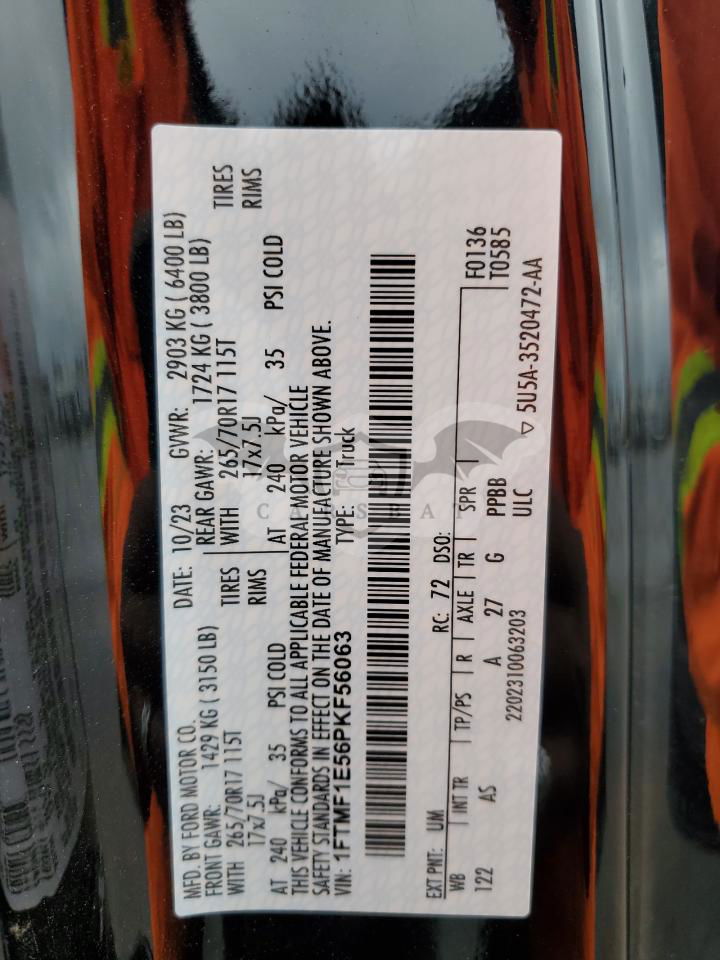 MFD. BY FORD MOTOR CO. DATE: 10/23 GVWR: 2903 KG ( 6400 LB)
FRONT GAWR: 1429 KG ( 3150 LB) REAR GAWR: 1724 KG ( 3800 LB)
WITH 265/70R17 115T TIRES WITH 265/70R17 115T TIRES
17x7.5J RIMS 17x7.5J RIMS
AT 240 kPa/ 35 PSI COLD AT 240 kPa/ 35 PSI COLD
THIS VEHICLE CONFORMS TO ALL APPLICABLE FEDERAL MOTOR VEHICLE
SAFETY STANDARDS IN EFFECT ON THE DATE OF MANUFACTURE SHOWN ABOVE.
VIN: 1FTMF1E56PKF56063 TYPE: Truck
EXT PNT: UM RC: 72 DSO:
WB INT TR TP/PS R AXLE TR SPR F0136
122 AS A 27 G PPBB T0585
2202310063203 ULC
▽ 5U5A-3520472-AA
CARSBA